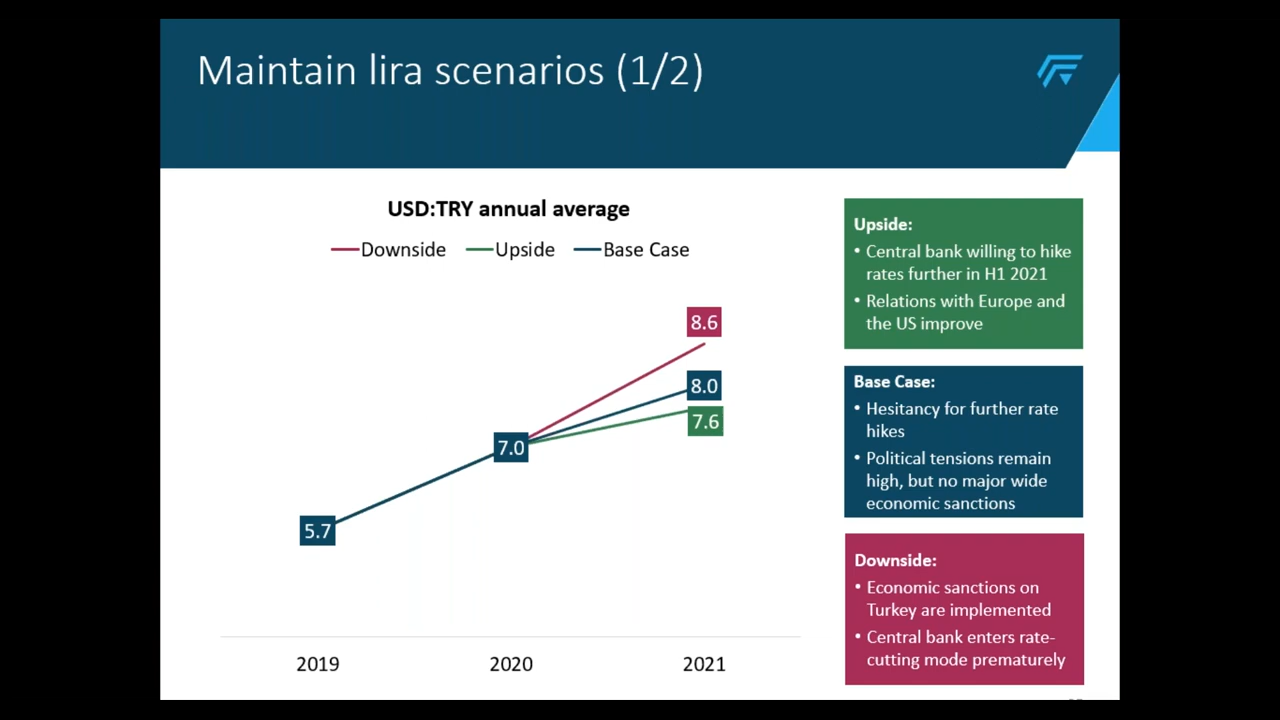 Maintain lira scenarios (1/2)
USD:TRY annual average
Downside Upside Base Case
8.6
8.0
7.6
7.0
5.7
2019 2020 2021
Upside:
• Central bank willing to hike
rates further in H1 2021
• Relations with Europe and
the US improve
Base Case:
• Hesitancy for further rate
hikes
• Political tensions remain
high, but no major wide
economic sanctions
Downside:
• Economic sanctions on
Turkey are implemented
• Central bank enters rate-
cutting mode prematurely